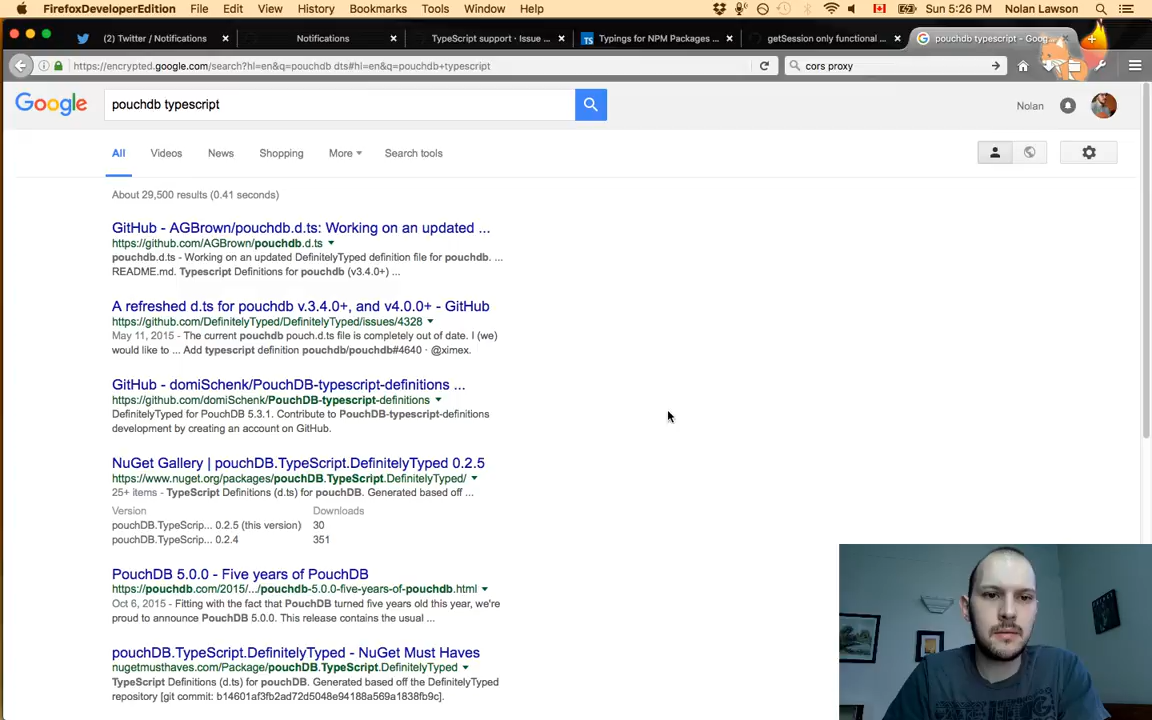 FirefoxDeveloperEdition File Edit View History Bookmarks Tools Window Help Sun 5:26 PM Nolan Lawson
(2) Twitter / Notifications Notifications TypeScript support · Issue ... Typings for NPM Packages ... getSession only functional ... pouchdb typescript - Goog...
https://encrypted.google.com/search?hl=en&q=pouchdb dts#hl=en&q=pouchdb+typescript cors proxy
Google pouchdb typescript Nolan
All Videos News Shopping More Search tools
About 29,500 results (0.41 seconds)
GitHub - AGBrown/pouchdb.d.ts: Working on an updated ...
https://github.com/AGBrown/pouchdb.d.ts
pouchdb.d.ts - Working on an updated DefinitelyTyped definition file for pouchdb. ...
README.md. Typescript Definitions for pouchdb (v3.4.0+) ...
A refreshed d.ts for pouchdb v.3.4.0+, and v4.0.0+ - GitHub
https://github.com/DefinitelyTyped/DefinitelyTyped/issues/4328
May 11, 2015 - The current pouchdb pouch.d.ts file is completely out of date. I (we)
would like to ... Add typescript definition pouchdb/pouchdb#4640 · @ximex.
GitHub - domiSchenk/PouchDB-typescript-definitions ...
https://github.com/domiSchenk/PouchDB-typescript-definitions
DefinitelyTyped for PouchDB 5.3.1. Contribute to PouchDB-typescript-definitions
development by creating an account on GitHub.
NuGet Gallery | pouchDB.TypeScript.DefinitelyTyped 0.2.5
https://www.nuget.org/packages/pouchDB.TypeScript.DefinitelyTyped/
25+ items - TypeScript Definitions (d.ts) for pouchDB. Generated based off ...
Version Downloads
pouchDB.TypeScrip... 0.2.5 (this version) 30
pouchDB.TypeScrip... 0.2.4 351
PouchDB 5.0.0 - Five years of PouchDB
https://pouchdb.com/2015/.../pouchdb-5.0.0-five-years-of-pouchdb.html
Oct 6, 2015 - Fitting with the fact that PouchDB turned five years old this year, we're
proud to announce PouchDB 5.0.0. This release contains the usual ...
pouchDB.TypeScript.DefinitelyTyped - NuGet Must Haves
nugetmusthaves.com/Package/pouchDB.TypeScript.DefinitelyTyped
TypeScript Definitions (d.ts) for pouchDB. Generated based off the DefinitelyTyped
repository [git commit: b14601af3fb2ad72d5048e94188a569a1838fb9c].